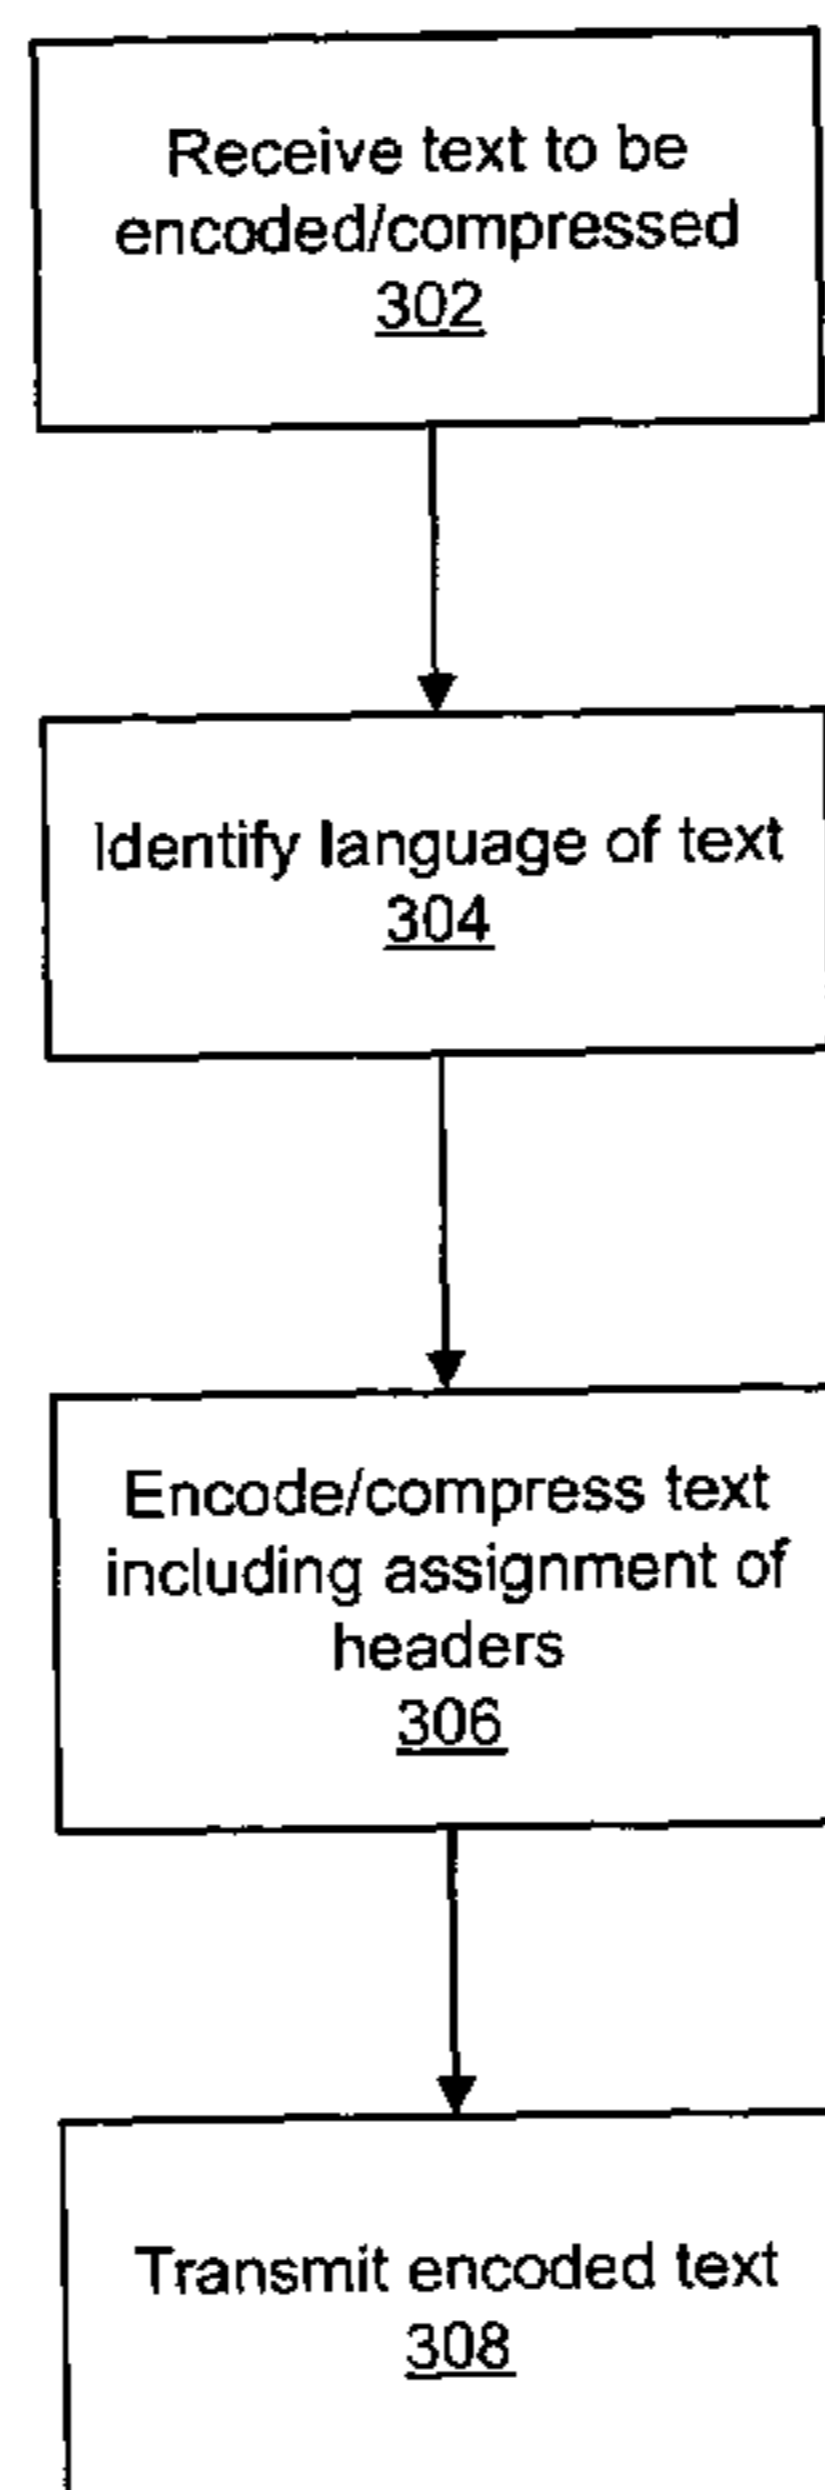 Receive text to be
encoded/compressed
302
Identify language of text
304
Encode/compress text
including assignment of
headers
306
Transmit encoded text
308